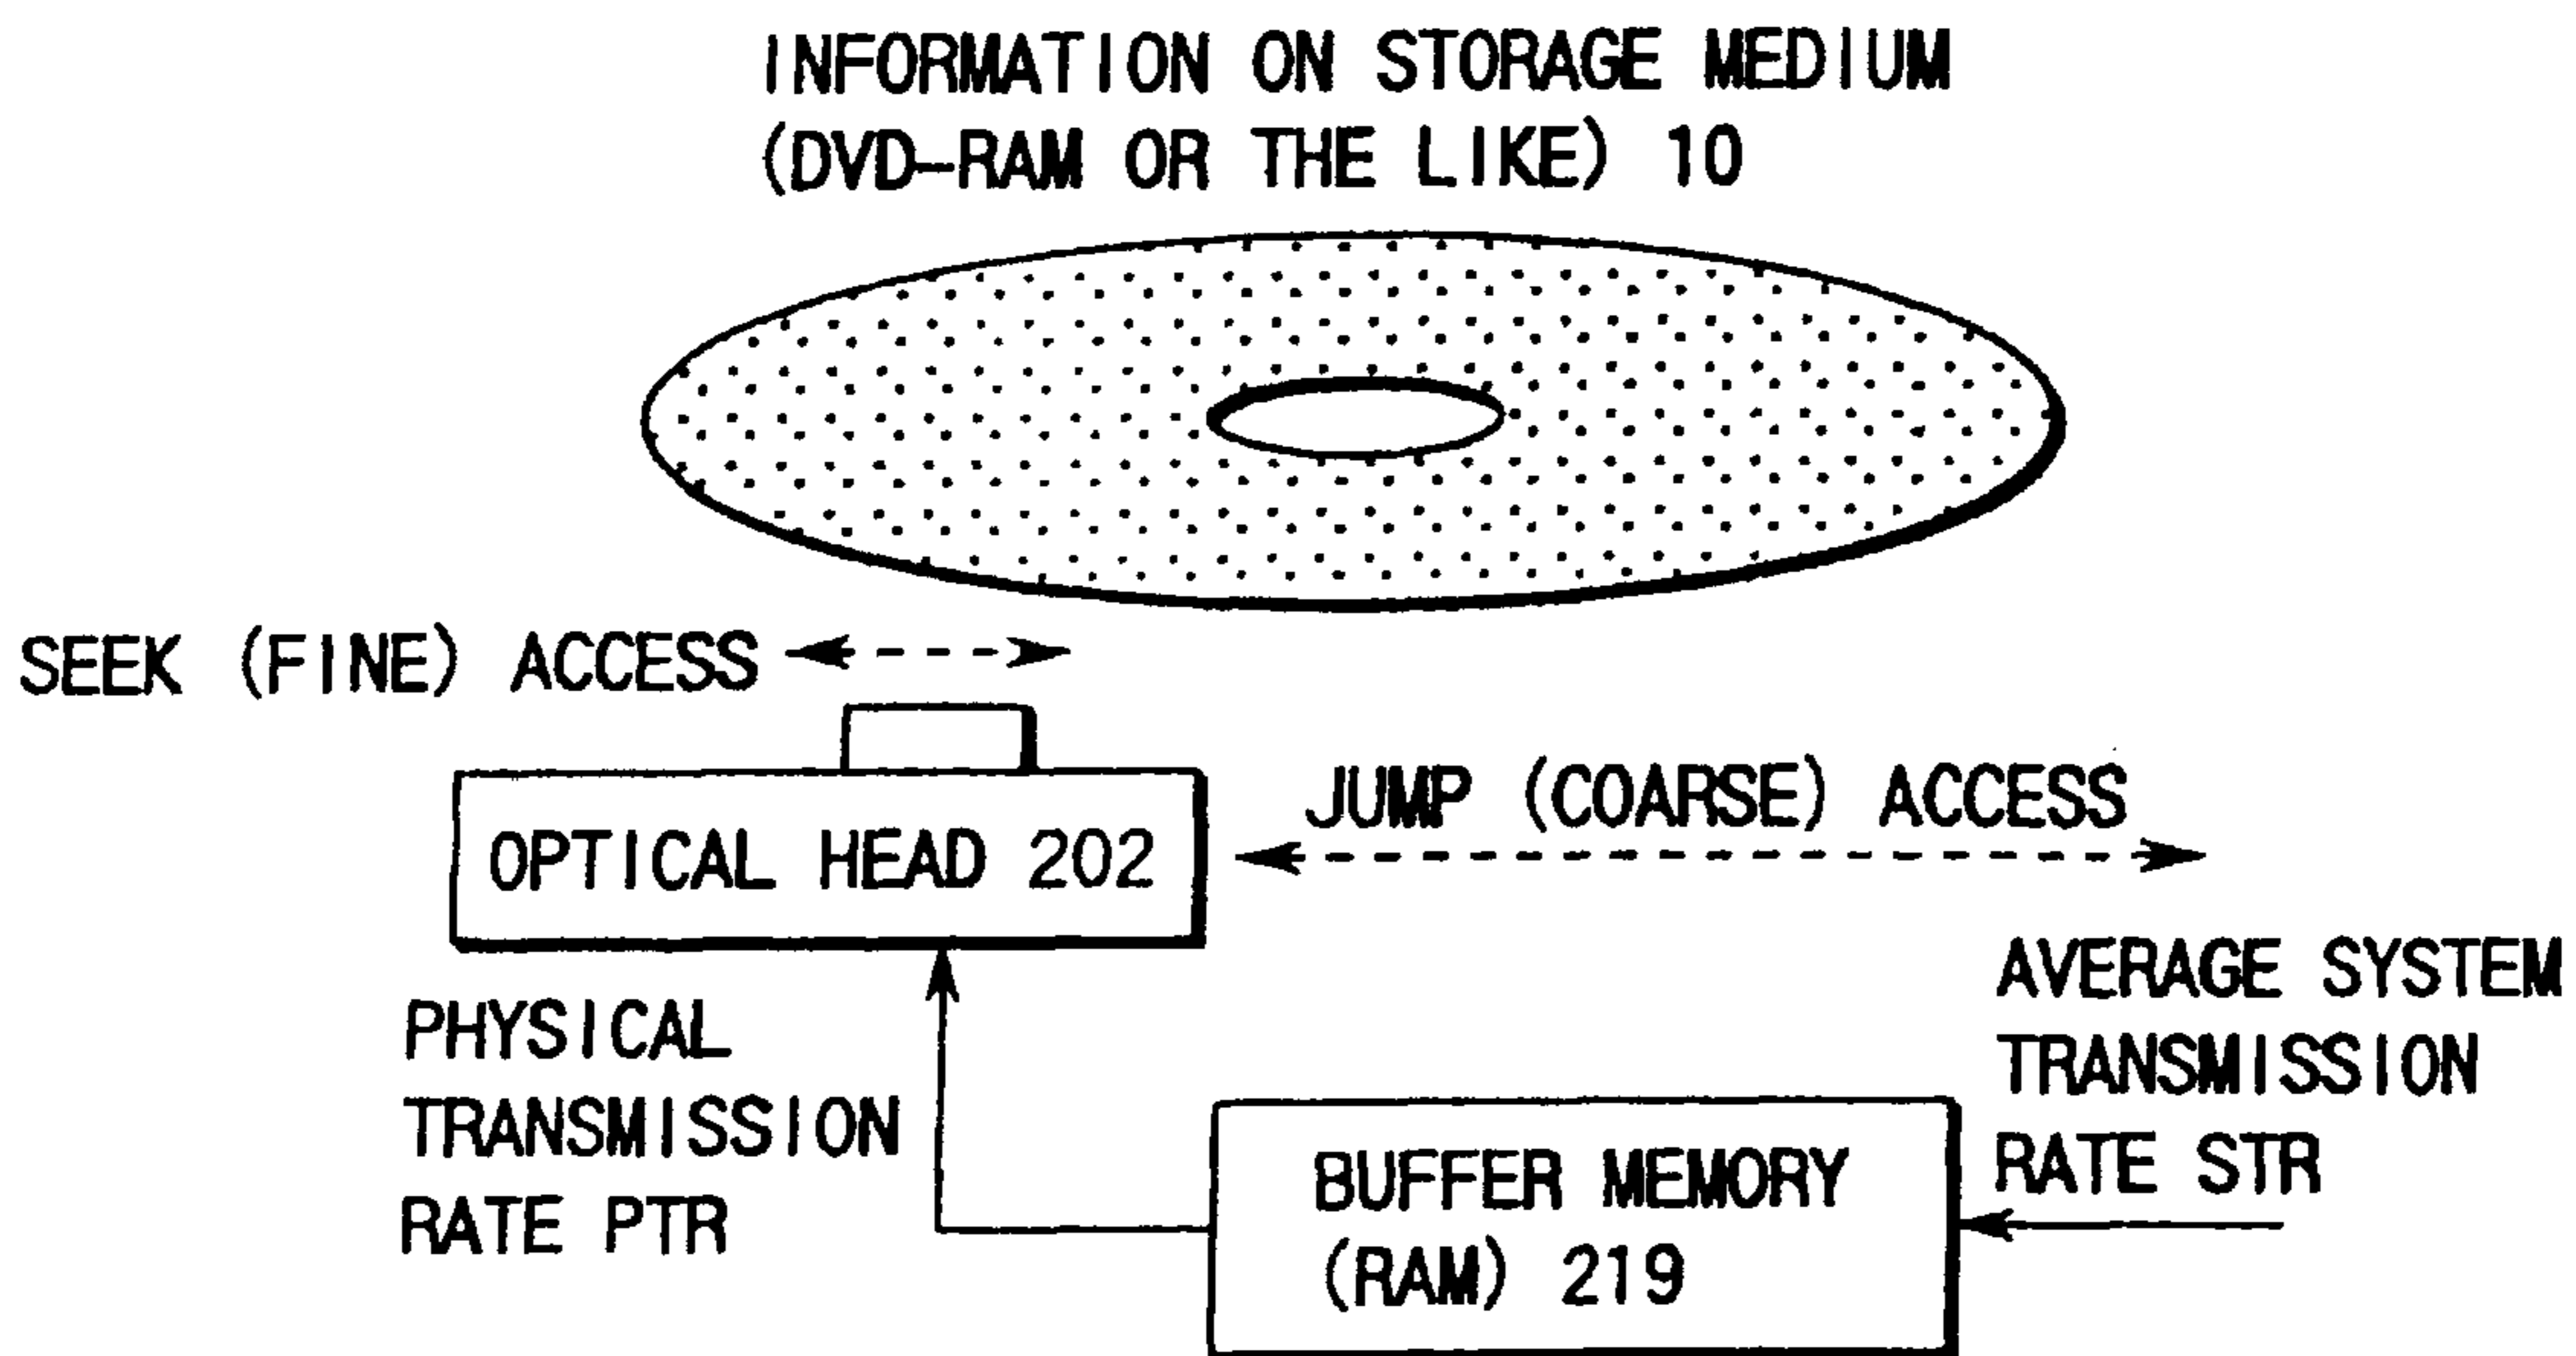 INFORMATION ON STORAGE MEDIUM
(DVD-RAM OR THE LIKE) 10
SEEK (FINE) ACCESS
OPTICAL HEAD 202
JUMP (COARSE) ACCESS
PHYSICAL
TRANSMISSION
RATE PTR
AVERAGE SYSTEM
TRANSMISSION
RATE STR
BUFFER MEMORY
(RAM) 219